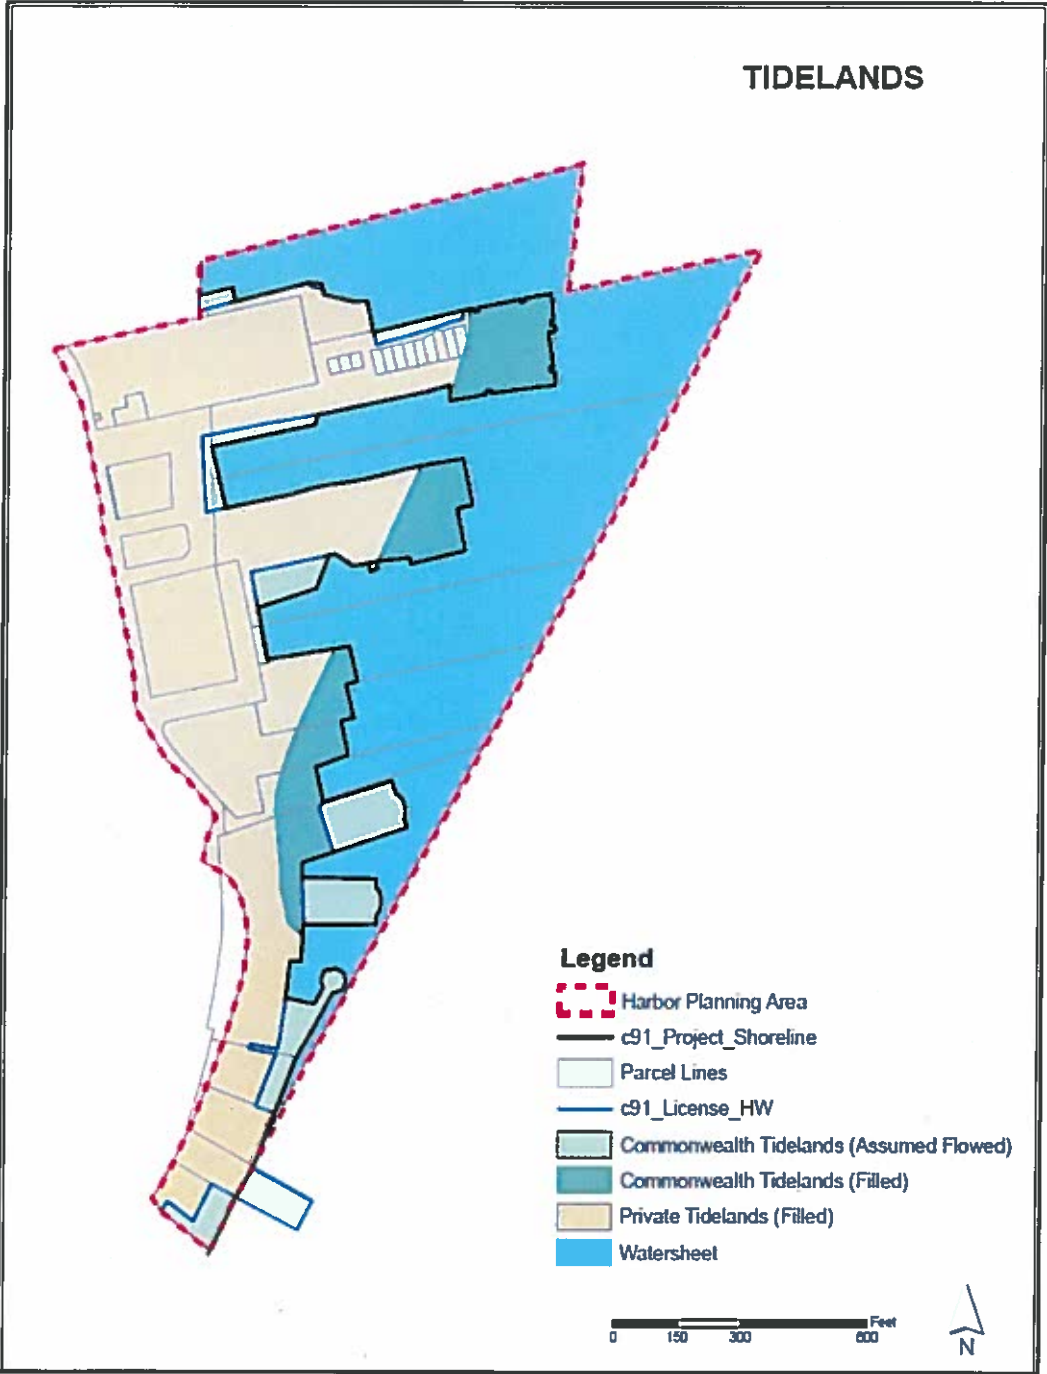 TIDELANDS
Legend
Harbor Planning Area
c91_Project_Shoreline
Parcel Lines
c91_License_HW
Commonwealth Tidelands (Assumed Flowed)
Commonwealth Tidelands (Filled)
Private Tidelands (Filled)
Watersheet
Feet
0 150 300 600
N